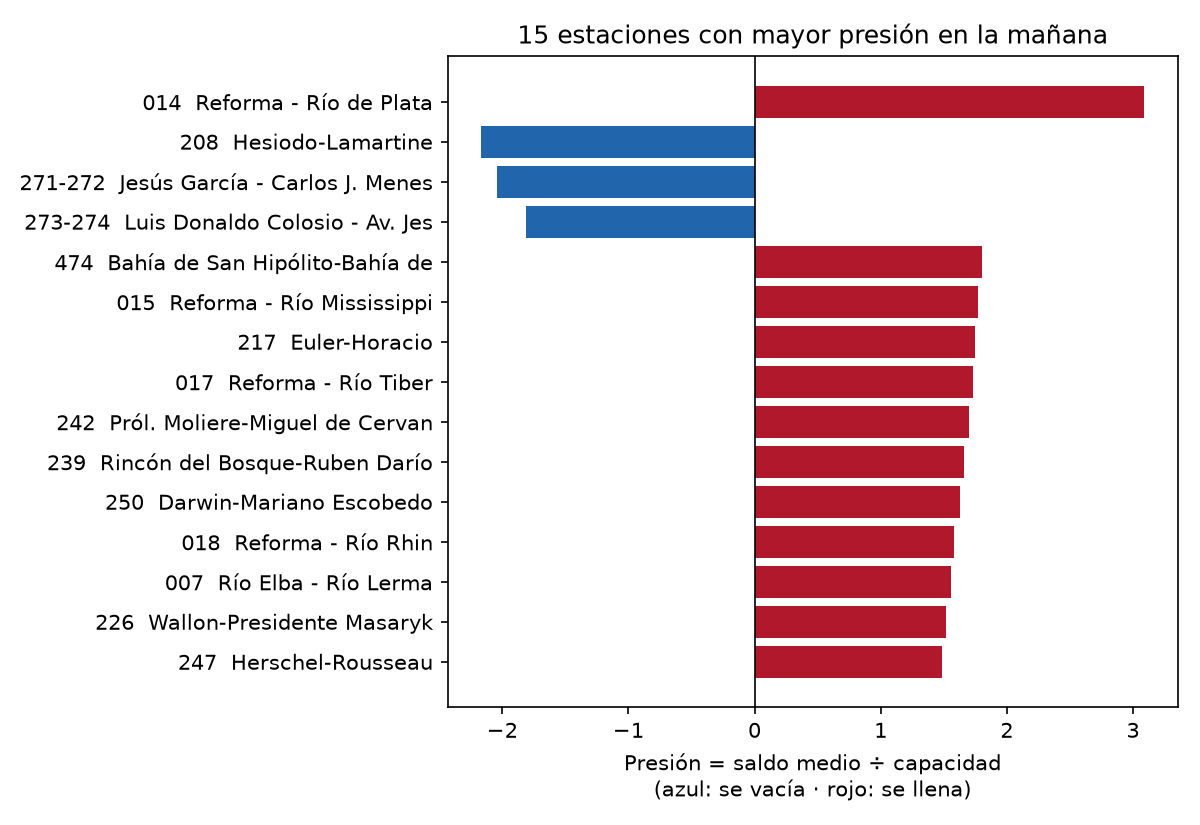 15 estaciones con mayor presión en la mañana
014  Reforma - Río de Plata
208  Hesiodo-Lamartine
271-272  Jesús García - Carlos J. Menes
273-274  Luis Donaldo Colosio - Av. Jes
474  Bahía de San Hipólito-Bahía de
015  Reforma - Río Mississippi
217  Euler-Horacio
017  Reforma - Río Tiber
242  Pról. Moliere-Miguel de Cervan
239  Rincón del Bosque-Ruben Darío
250  Darwin-Mariano Escobedo
018  Reforma - Río Rhin
007  Río Elba - Río Lerma
226  Wallon-Presidente Masaryk
247  Herschel-Rousseau
−2 −1 0 1 2 3
Presión = saldo medio ÷ capacidad
(azul: se vacía · rojo: se llena)